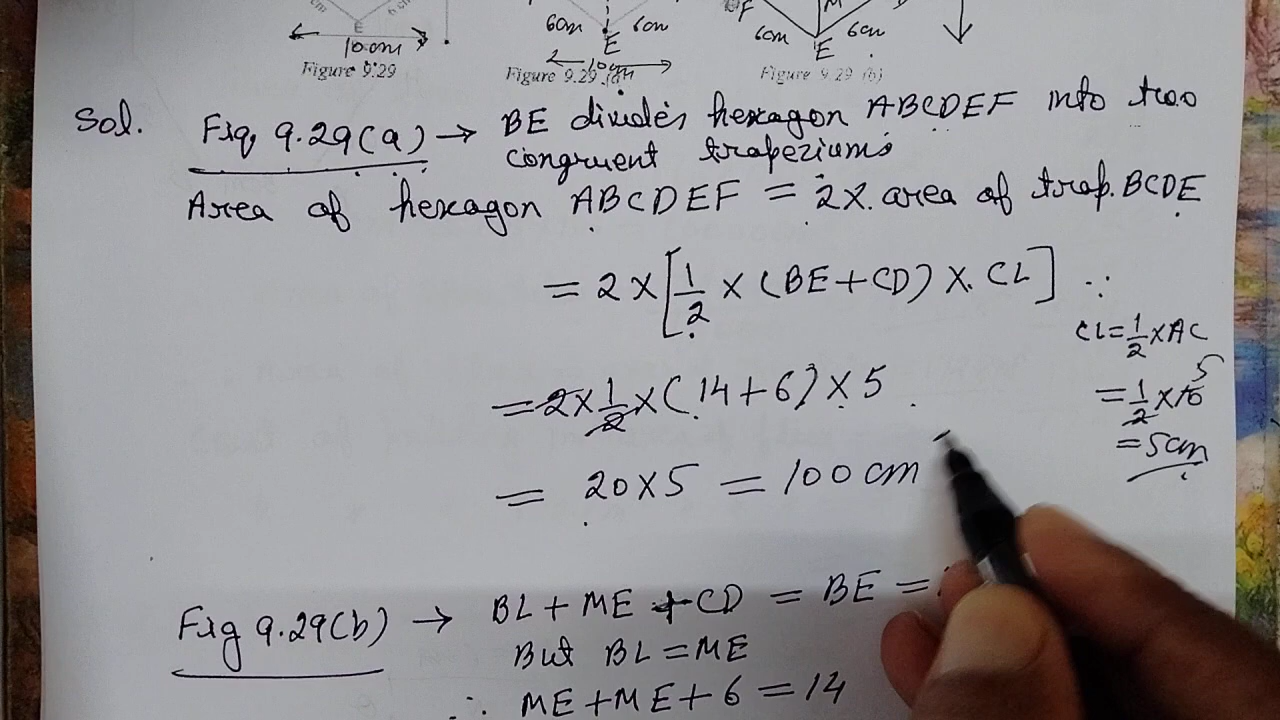 6cm
10cm
Figure 9.29
6cm 6cm
E
10cm
Figure 9.29 (a)
F M
6cm 6cm
E
Figure 9.29 (b)
Sol. Fig 9.29(a) → BE divides hexagon ABCDEF into two
congruent trapeziums
Area of hexagon ABCDEF = 2 X. area of trap. BCDE
= 2 X [1/2 X (BE + CD) X CL] ∵
CL = 1/2 X AC
= 2 X 1/2 X (14 + 6) X 5
5
= 1/2 X 10
= 5cm
= 20 X 5 = 100 cm
Fig 9.29(b) → BL + ME + CD = BE =
But BL = ME
∴ ME + ME + 6 = 14